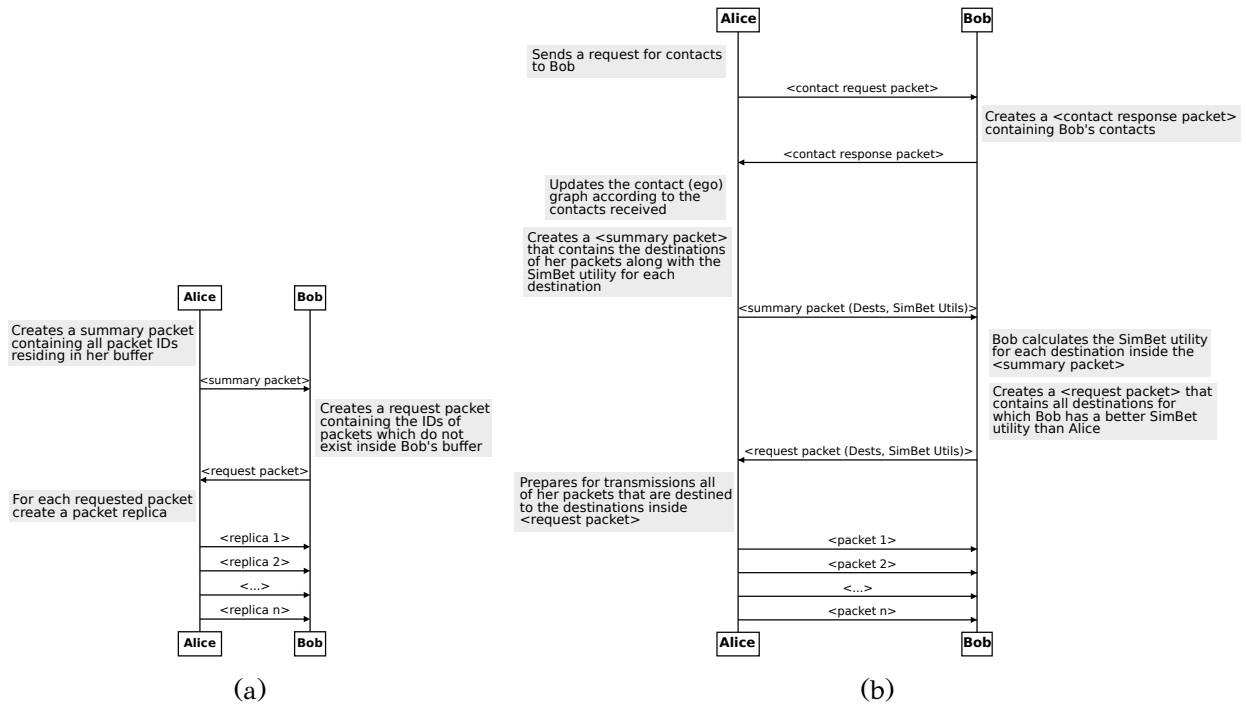 Alice
Bob
Creates a summary packet
containing all packet IDs
residing in her buffer
<summary packet>
Creates a request packet
containing the IDs of
packets which do not
exist inside Bob's buffer
<request packet>
For each requested packet
create a packet replica
<replica 1>
<replica 2>
<...>
<replica n>
Alice
Bob
(a)
Alice
Bob
Sends a request for contacts
to Bob
<contact request packet>
Creates a <contact response packet>
containing Bob's contacts
<contact response packet>
Updates the contact (ego)
graph according to the
contacts received
Creates a <summary packet>
that contains the destinations
of her packets along with the
SimBet utility for each
destination
<summary packet (Dests, SimBet Utils)>
Bob calculates the SimBet utility
for each destination inside the
<summary packet>
Creates a <request packet> that
contains all destinations for
which Bob has a better SimBet
utility than Alice
<request packet (Dests, SimBet Utils)>
Prepares for transmissions all
of her packets that are destined
to the destinations inside
<request packet>
<packet 1>
<packet 2>
<...>
<packet n>
Alice
Bob
(b)